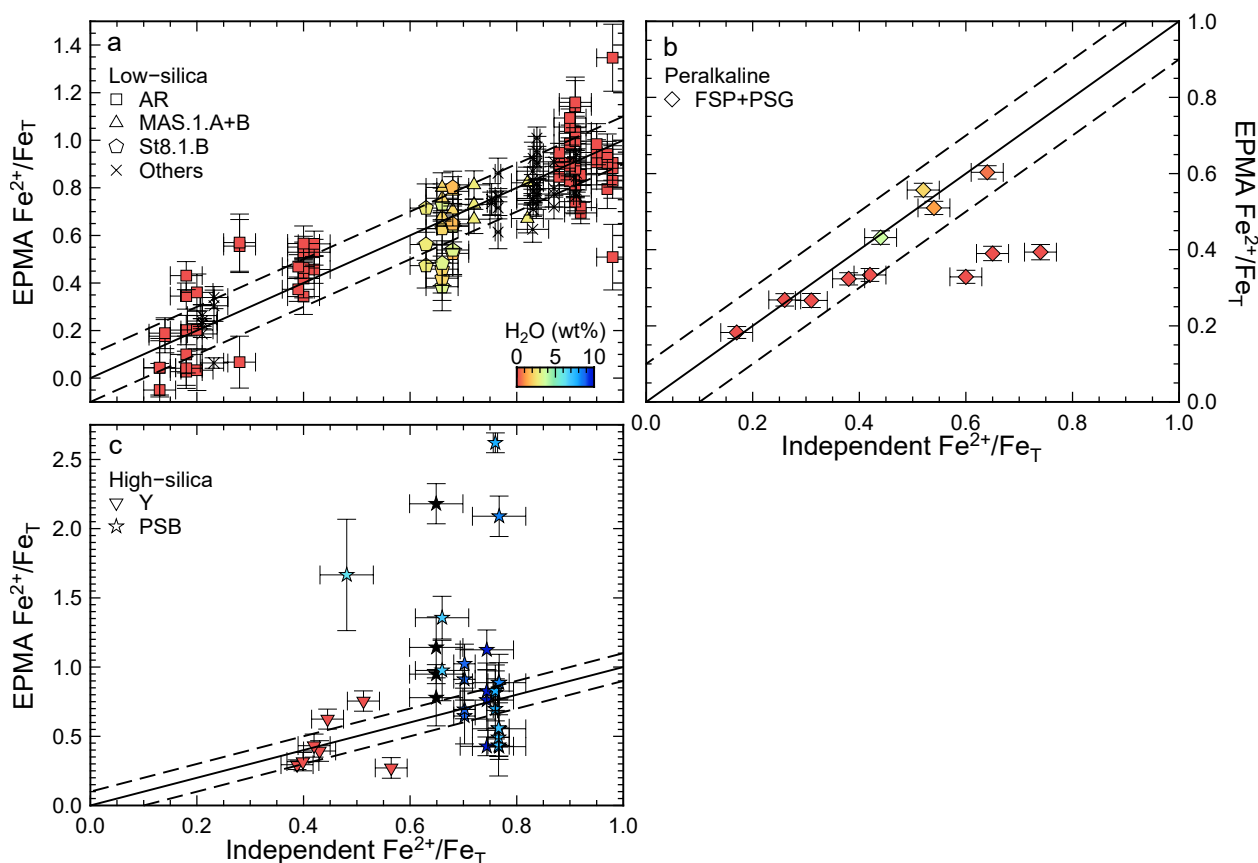 a
Low−silica
AR
MAS.1.A+B
St8.1.B
Others
H2O (wt%)
0 5 10
EPMA Fe2+/FeT
0.0
0.2
0.4
0.6
0.8
1.0
1.2
1.4
b
Peralkaline
FSP+PSG
1.0
0.8
0.6
0.4
0.2
0.0
EPMA Fe2+/FeT
0.0 0.2 0.4 0.6 0.8 1.0
Independent Fe2+/FeT
c
High−silica
Y
PSB
2.5
2.0
1.5
1.0
0.5
0.0
EPMA Fe2+/FeT
0.0 0.2 0.4 0.6 0.8 1.0
Independent Fe2+/FeT